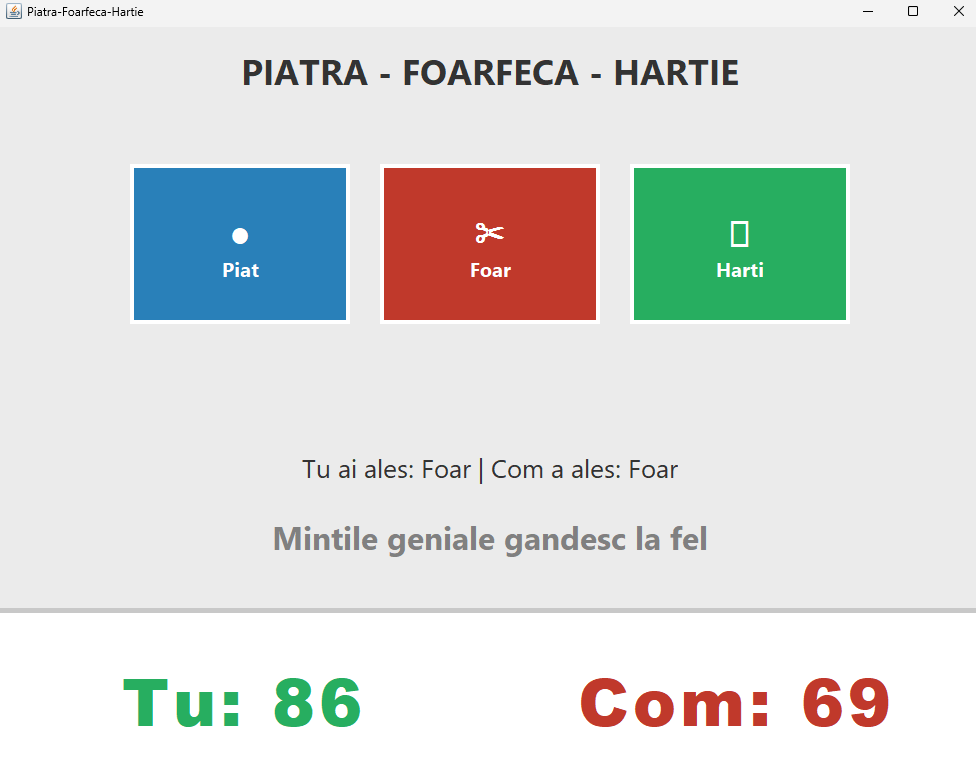 Piatra-Foarfeca-Hartie
PIATRA - FOARFECA - HARTIE
Piat
Foar
Harti
Tu ai ales: Foar | Com a ales: Foar
Mintile geniale gandesc la fel
Tu: 86
Com: 69